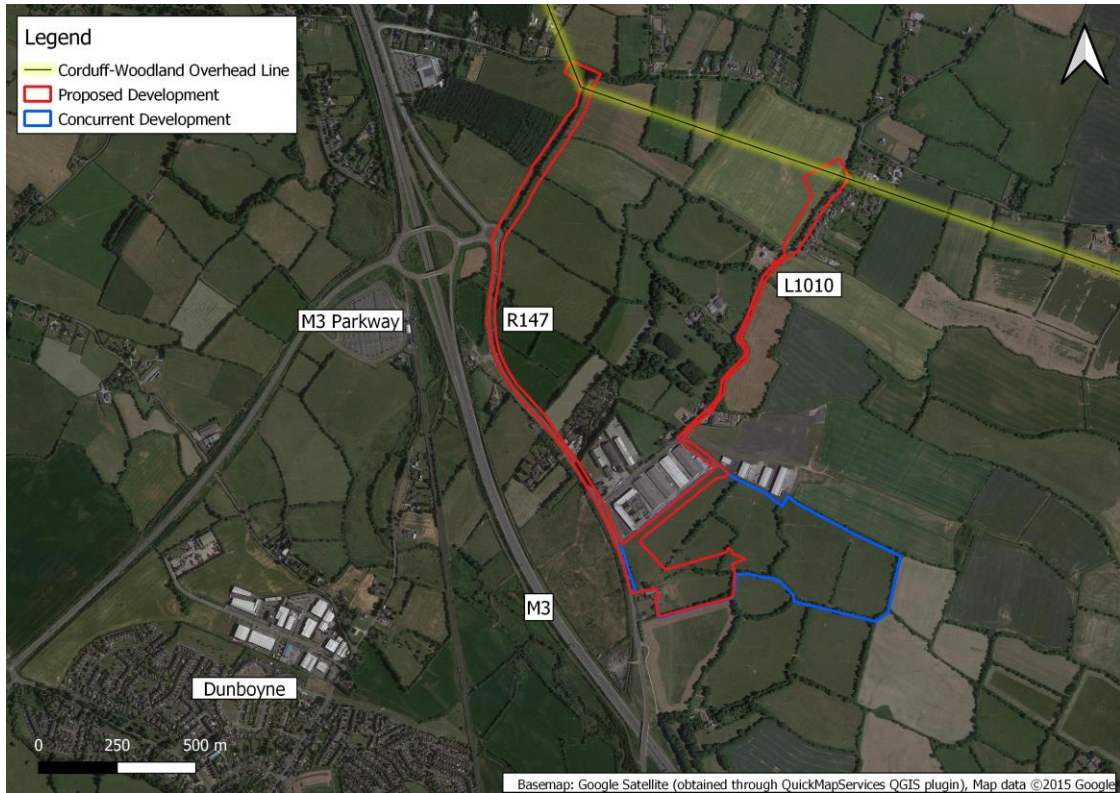 Legend
Corduff-Woodland Overhead Line
Proposed Development
Concurrent Development
M3 Parkway
R147
L1010
M3
Dunboyne
0 250 500 m
Basemap: Google Satellite (obtained through QuickMapServices QGIS plugin), Map data ©2015 Google